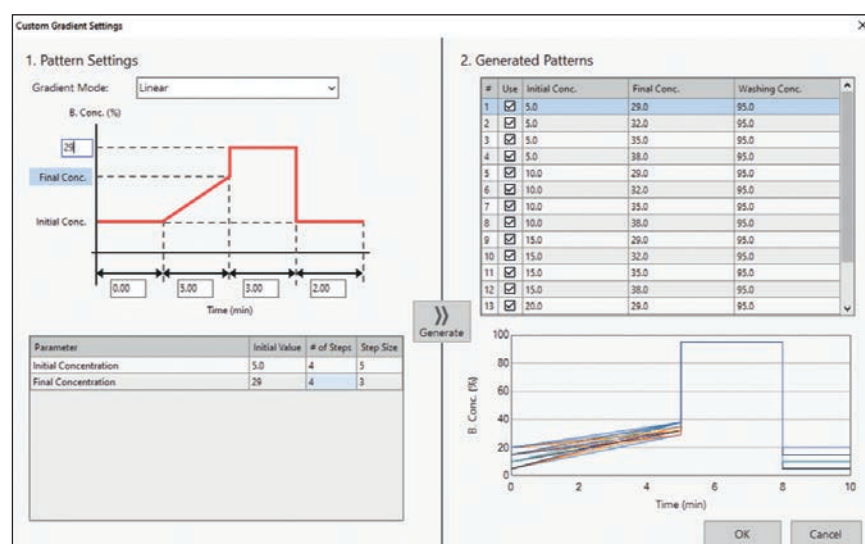 Custom Gradient Settings
1. Pattern Settings
Gradient Mode: Linear
B. Conc. (%)
29
Final Conc.
Initial Conc.
0.00 5.00 3.00 2.00
Time (min)
Parameter Initial Value # of Steps Step Size
Initial Concentration 5.0 4 5
Final Concentration 29 4 3
Generate
2. Generated Patterns
# Use Initial Conc. Final Conc. Washing Conc.
1 5.0 29.0 95.0
2 5.0 32.0 95.0
3 5.0 35.0 95.0
4 5.0 38.0 95.0
5 10.0 29.0 95.0
6 10.0 32.0 95.0
7 10.0 35.0 95.0
8 10.0 38.0 95.0
9 15.0 29.0 95.0
10 15.0 32.0 95.0
11 15.0 35.0 95.0
12 15.0 38.0 95.0
13 20.0 29.0 95.0
B. Conc. (%)
100
80
60
40
20
0
0 2 4 6 8 10
Time (min)
OK Cancel